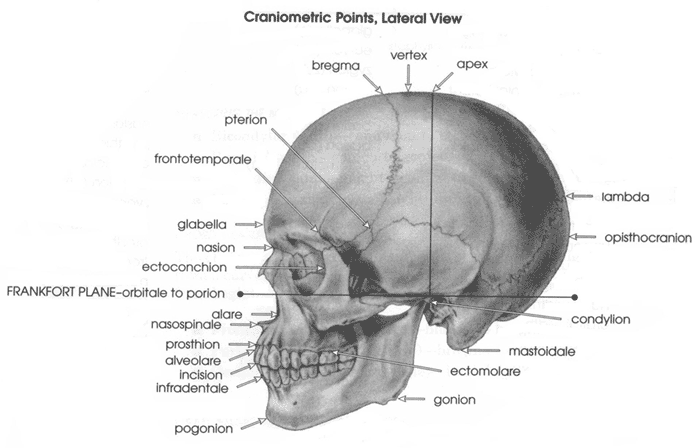 Craniometric Points, Lateral View
vertex
bregma
apex
pterion
frontotemporale
lambda
glabella
opisthocranion
nasion
ectoconchion
FRANKFORT PLANE-orbitale to porion
alare
condylion
nasospinale
prosthion
mastoidale
alveolare
ectomolare
incision
infradentale
gonion
pogonion